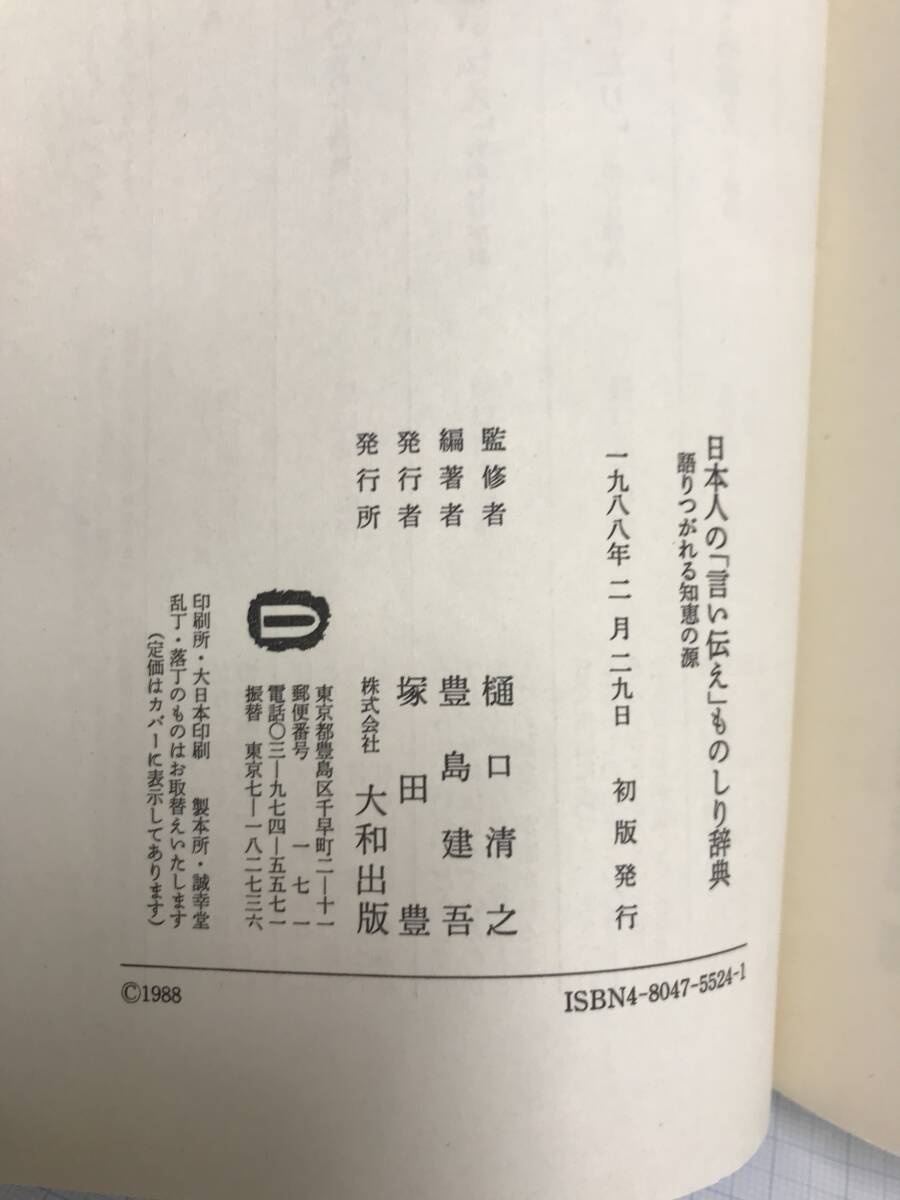 日本人の「言い伝え」ものしり辞典
語りつがれる知恵の源
一九八八年二月二九日 初版発行
監修者 樋口清之
編著者 豊島建吾
発行者 塚田豊
発行所 株式会社 大和出版
東京都豊島区千早町二―十一
郵便番号 一七一
電話〇三―九七四―五五七一
振替 東京七―一八二七三六
印刷所・大日本印刷 製本所・誠幸堂
乱丁・落丁のものはお取替えいたします
(定価はカバーに表示してあります)
©1988
ISBN4-8047-5524-1